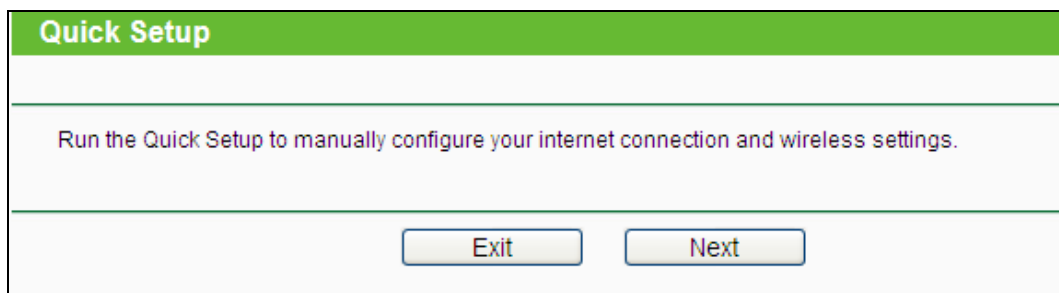 Quick Setup
Run the Quick Setup to manually configure your internet connection and wireless settings.
Exit Next